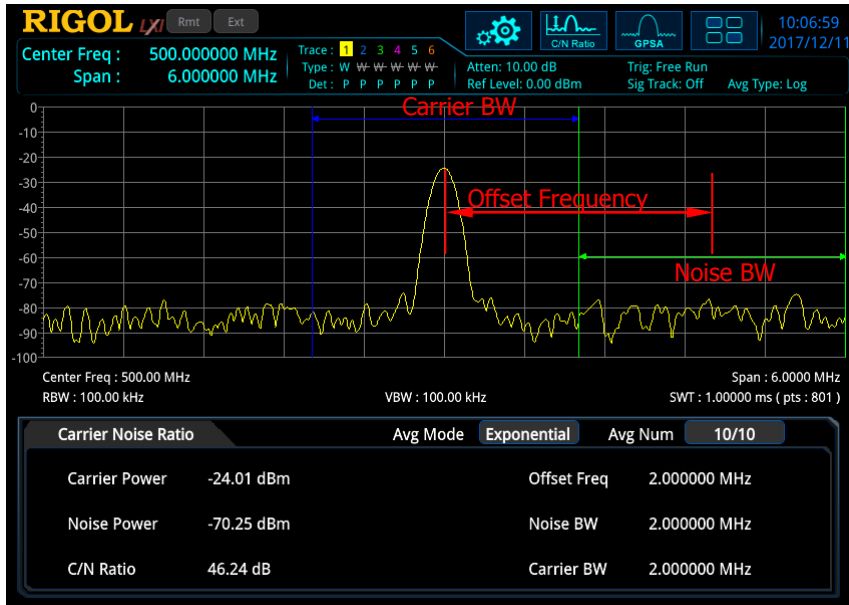 RIGOL LXI Rmt Ext
C/N Ratio GPSA
10:06:59
2017/12/11
Center Freq : 500.000000 MHz
Span : 6.000000 MHz
Trace : 1 2 3 4 5 6
Type : W W W W W W
Det : P P P P P P
Atten: 10.00 dB
Ref Level: 0.00 dBm
Trig: Free Run
Sig Track: Off Avg Type: Log
Carrier BW
0
-10
-20
-30
-40
-50
-60
-70
-80
-90
-100
Offset Frequency
Noise BW
Center Freq : 500.00 MHz Span : 6.0000 MHz
RBW : 100.00 kHz VBW : 100.00 kHz SWT : 1.00000 ms ( pts : 801 )
Carrier Noise Ratio Avg Mode Exponential Avg Num 10/10
Carrier Power -24.01 dBm Offset Freq 2.000000 MHz
Noise Power -70.25 dBm Noise BW 2.000000 MHz
C/N Ratio 46.24 dB Carrier BW 2.000000 MHz